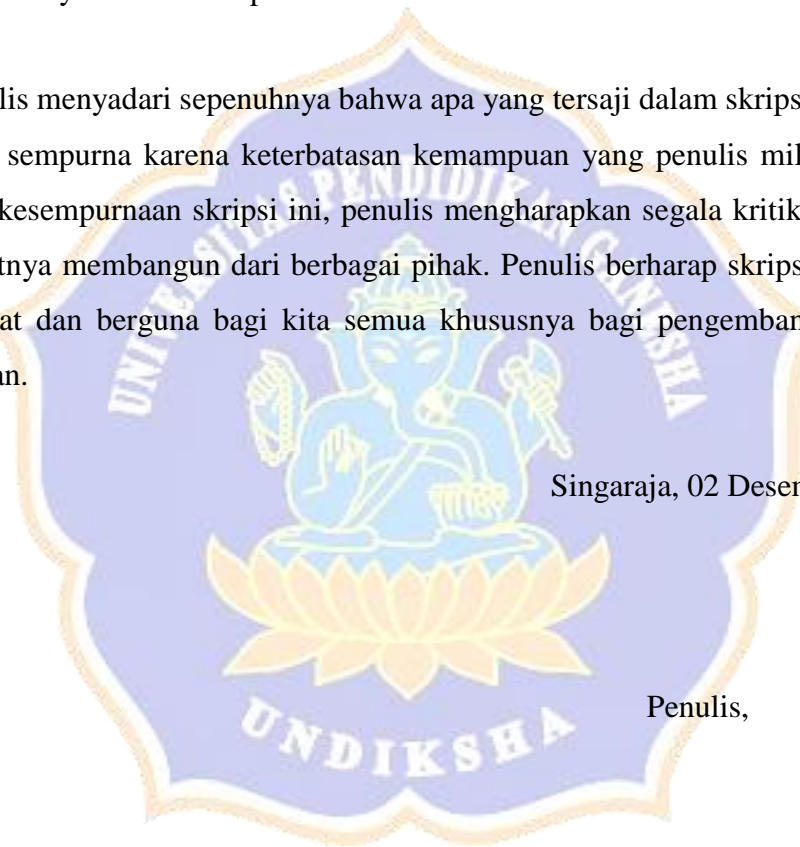 lis menyadari sepenuhnya bahwa apa yang tersaji dalam skrips
sempurna karena keterbatasan kemampuan yang penulis mil
kesempurnaan skripsi ini, penulis mengharapkan segala kritik
tnya membangun dari berbagai pihak. Penulis berharap skrips
at dan berguna bagi kita semua khususnya bagi pengemban
an.
Singaraja, 02 Desem
Penulis,
UNIVERSITAS PENDIDIKAN GANESHA
UNDIKSHA